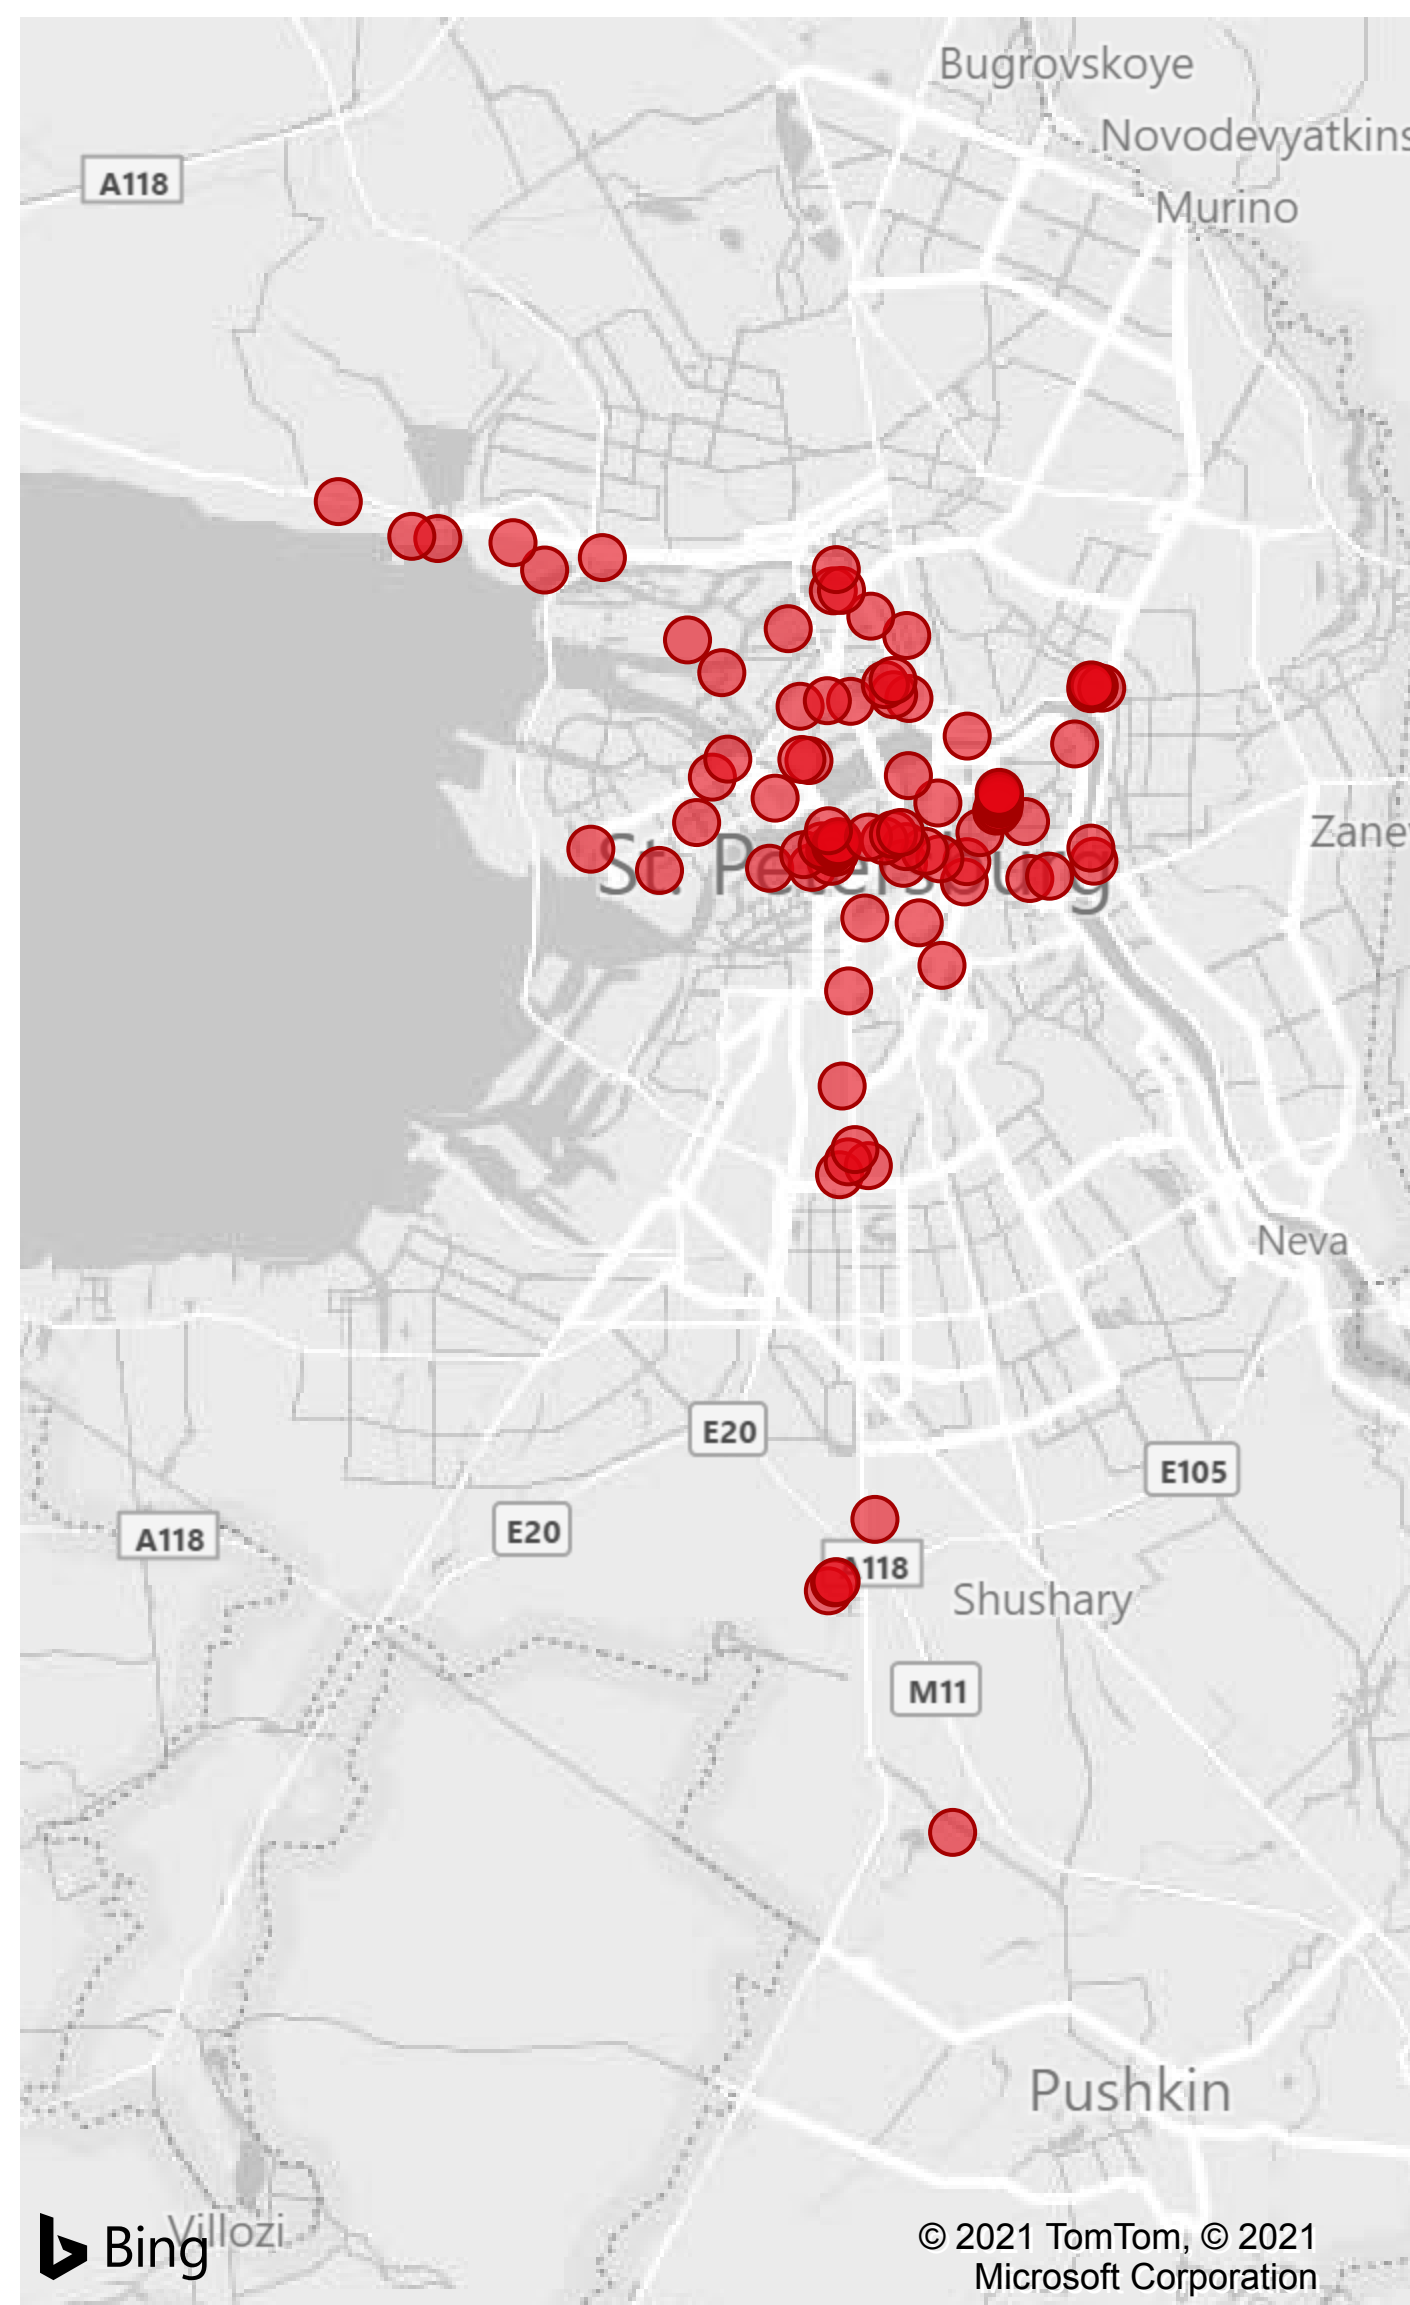 Bugrovskoye
Novodevyatkins
A118
Murino
Zanev
St. Petersburg
Neva
E20
E105
A118
E20
A118
Shushary
M11
Pushkin
Villozi
Bing
© 2021 TomTom, © 2021
Microsoft Corporation